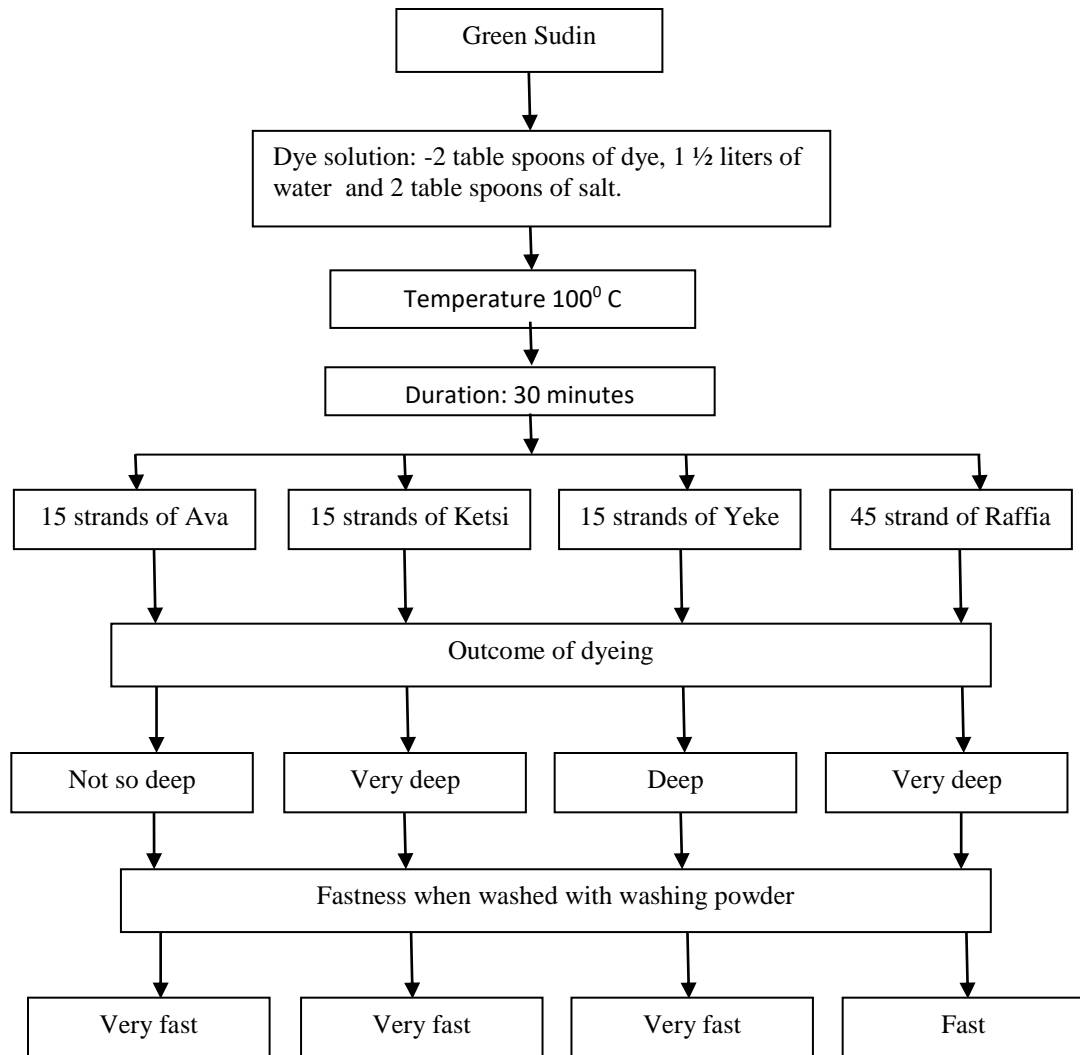 Green Sudin
Dye solution: -2 table spoons of dye, 1 ½ liters of
water and 2 table spoons of salt.
Temperature 100⁰ C
Duration: 30 minutes
15 strands of Ava
15 strands of Ketsi
15 strands of Yeke
45 strand of Raffia
Outcome of dyeing
Not so deep
Very deep
Deep
Very deep
Fastness when washed with washing powder
Very fast
Very fast
Very fast
Fast